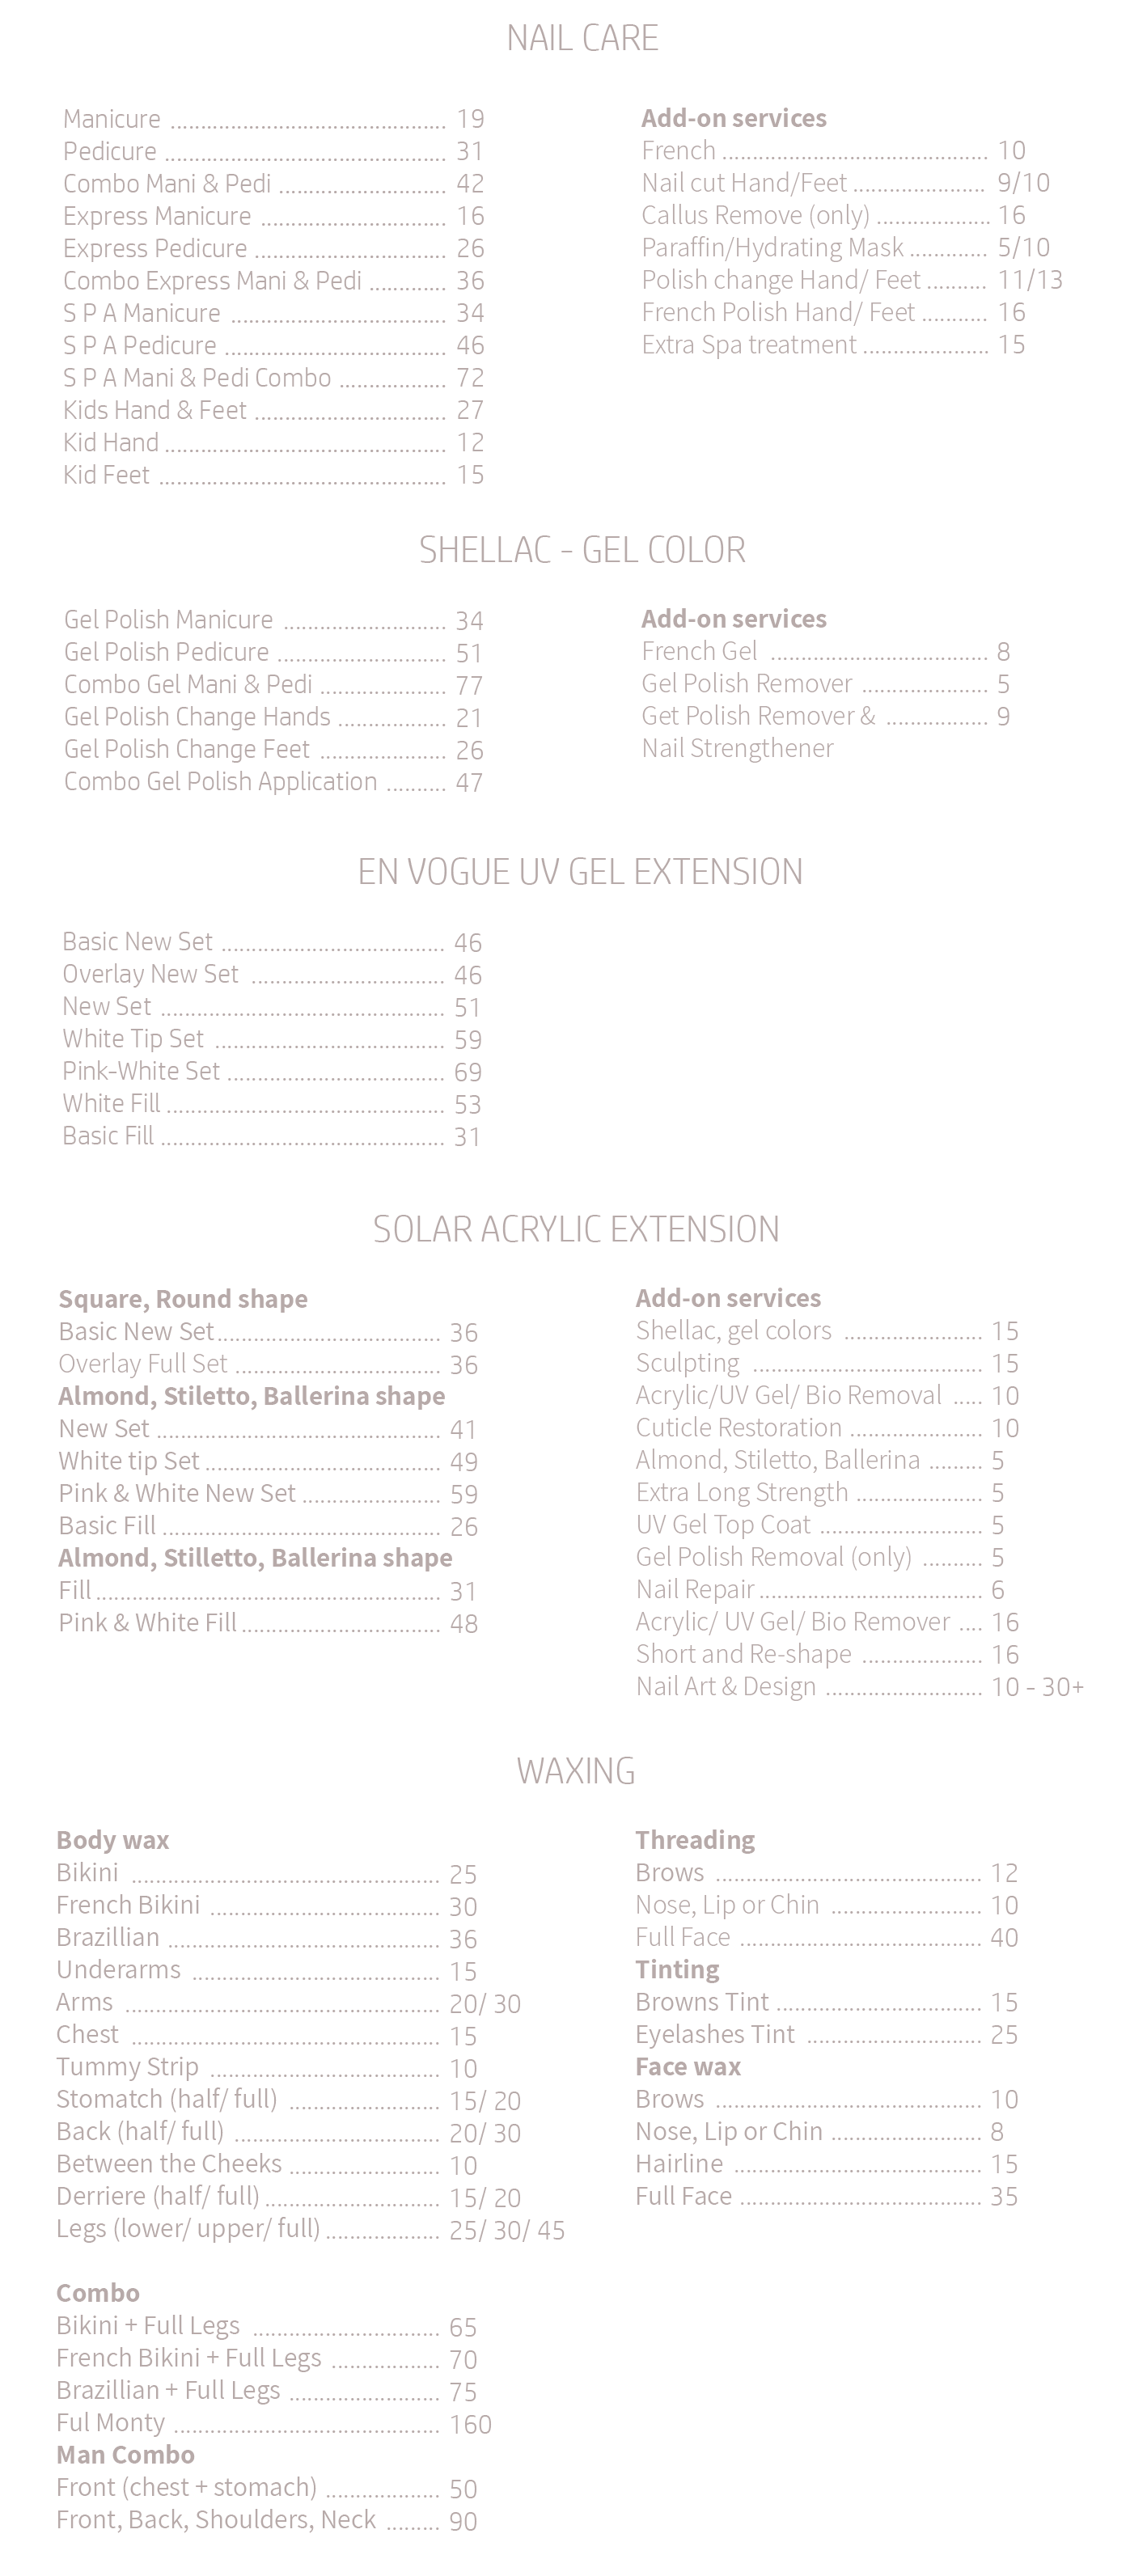 NAIL CARE
Manicure ........ 19
Pedicure ........ 31
Combo Mani & Pedi ........ 42
Express Manicure ........ 16
Express Pedicure ........ 26
Combo Express Mani & Pedi ........ 36
S P A Manicure ........ 34
S P A Pedicure ........ 46
S P A Mani & Pedi Combo ........ 72
Kids Hand & Feet ........ 27
Kid Hand ........ 12
Kid Feet ........ 15
Add-on services
French ........ 10
Nail cut Hand/Feet ........ 9/10
Callus Remove (only) ........ 16
Paraffin/Hydrating Mask ........ 5/10
Polish change Hand/ Feet ........ 11/13
French Polish Hand/ Feet ........ 16
Extra Spa treatment ........ 15
SHELLAC - GEL COLOR
Gel Polish Manicure ........ 34
Gel Polish Pedicure ........ 51
Combo Gel Mani & Pedi ........ 77
Gel Polish Change Hands ........ 21
Gel Polish Change Feet ........ 26
Combo Gel Polish Application ........ 47
Add-on services
French Gel ........ 8
Gel Polish Remover ........ 5
Get Polish Remover & ........ 9
Nail Strengthener
EN VOGUE UV GEL EXTENSION
Basic New Set ........ 46
Overlay New Set ........ 46
New Set ........ 51
White Tip Set ........ 59
Pink-White Set ........ 69
White Fill ........ 53
Basic Fill ........ 31
SOLAR ACRYLIC EXTENSION
Square, Round shape
Basic New Set ........ 36
Overlay Full Set ........ 36
Almond, Stiletto, Ballerina shape
New Set ........ 41
White tip Set ........ 49
Pink & White New Set ........ 59
Basic Fill ........ 26
Almond, Stilletto, Ballerina shape
Fill ........ 31
Pink & White Fill ........ 48
Add-on services
Shellac, gel colors ........ 15
Sculpting ........ 15
Acrylic/UV Gel/ Bio Removal ..... 10
Cuticle Restoration ........ 10
Almond, Stiletto, Ballerina ........ 5
Extra Long Strength ........ 5
UV Gel Top Coat ........ 5
Gel Polish Removal (only) ........ 5
Nail Repair ........ 6
Acrylic/ UV Gel/ Bio Remover .... 16
Short and Re-shape ........ 16
Nail Art & Design ........ 10 - 30+
WAXING
Body wax
Bikini ........ 25
French Bikini ........ 30
Brazillian ........ 36
Underarms ........ 15
Arms ........ 20/ 30
Chest ........ 15
Tummy Strip ........ 10
Stomatch (half/ full) ........ 15/ 20
Back (half/ full) ........ 20/ 30
Between the Cheeks ........ 10
Derriere (half/ full) ........ 15/ 20
Legs (lower/ upper/ full) ........ 25/ 30/ 45
Combo
Bikini + Full Legs ........ 65
French Bikini + Full Legs ........ 70
Brazillian + Full Legs ........ 75
Ful Monty ........ 160
Man Combo
Front (chest + stomach) ........ 50
Front, Back, Shoulders, Neck ........ 90
Threading
Brows ........ 12
Nose, Lip or Chin ........ 10
Full Face ........ 40
Tinting
Browns Tint ........ 15
Eyelashes Tint ........ 25
Face wax
Brows ........ 10
Nose, Lip or Chin ........ 8
Hairline ........ 15
Full Face ........ 35